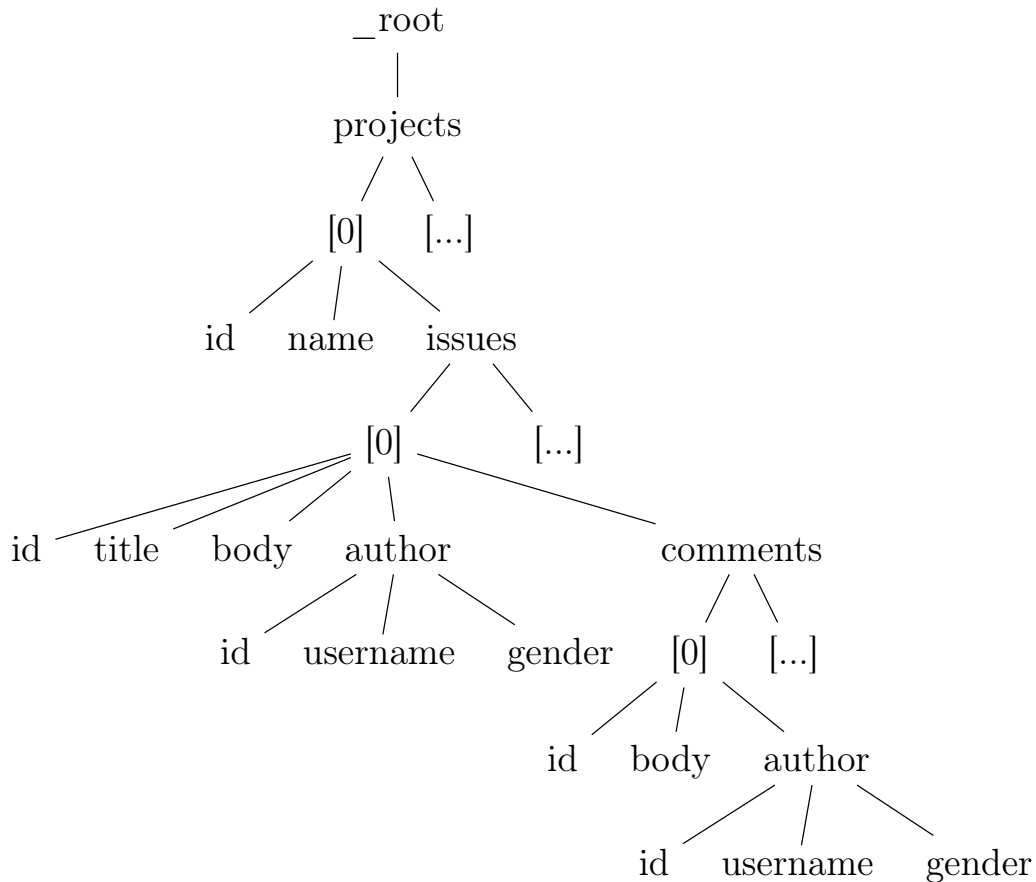 _root
projects
[0] [...]
id name issues
[0] [...]
id title body author comments
id username gender [0] [...]
id body author
id username gender